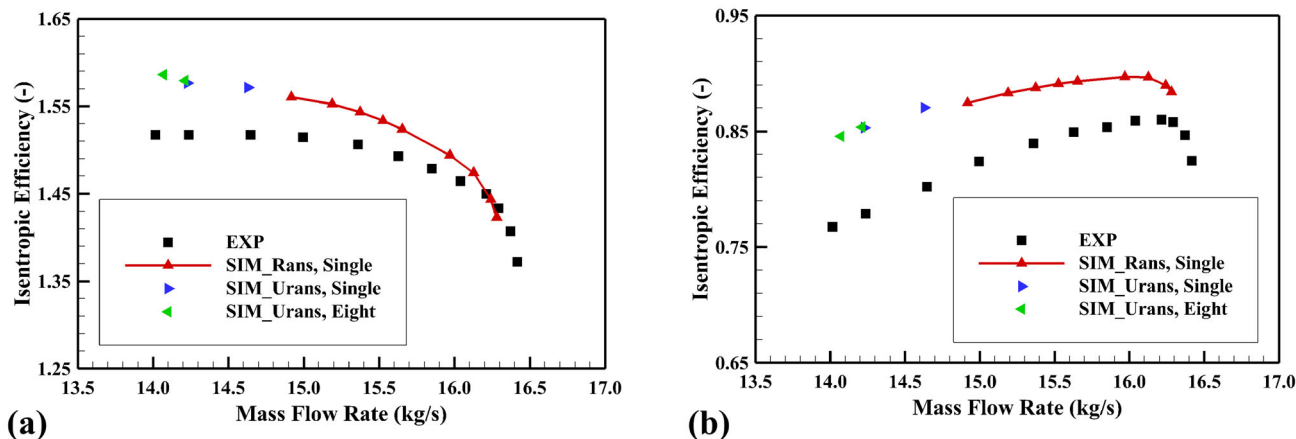 1.65
1.55
1.45
1.35
1.25
Isentropic Efficiency (-)
EXP
SIM_Rans, Single
SIM_Urans, Single
SIM_Urans, Eight
13.5 14.0 14.5 15.0 15.5 16.0 16.5 17.0
Mass Flow Rate (kg/s)
(a)
0.95
0.85
0.75
0.65
Isentropic Efficiency (-)
EXP
SIM_Rans, Single
SIM_Urans, Single
SIM_Urans, Eight
13.5 14.0 14.5 15.0 15.5 16.0 16.5 17.0
Mass Flow Rate (kg/s)
(b)